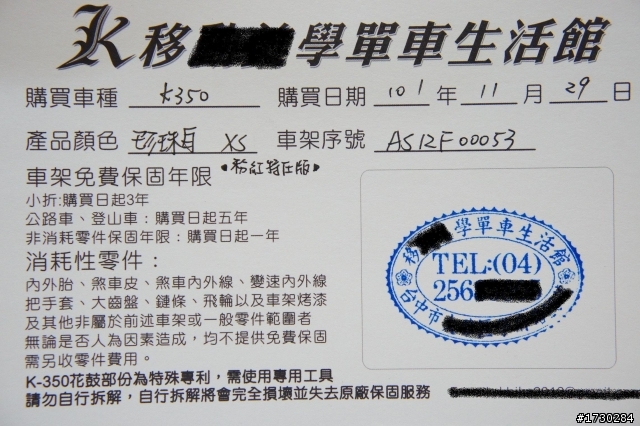 K移 學單車生活館
購買車種 K350 購買日期 101 年 11 月 29 日
產品顏色 珍珠白 XS 車架序號 AS12F00053
車架免費保固年限 •粉紅特仕版•
小折:購買日起3年
公路車、登山車：購買日起五年
非消耗零件保固年限：購買日起一年
消耗性零件：
內外胎、煞車皮、煞車內外線、變速內外線
把手套、大齒盤、鏈條、飛輪以及車架烤漆
及其他非屬於前述車架或一般零件範圍者
無論是否人為因素造成，均不提供免費保固
需另收零件費用。
K-350花鼓部份為特殊專利，需使用專用工具
請勿自行拆解，自行拆解將會完全損壞並失去原廠保固服務
移 學單車生活館
TEL:(04)
256
台中市
#1730284